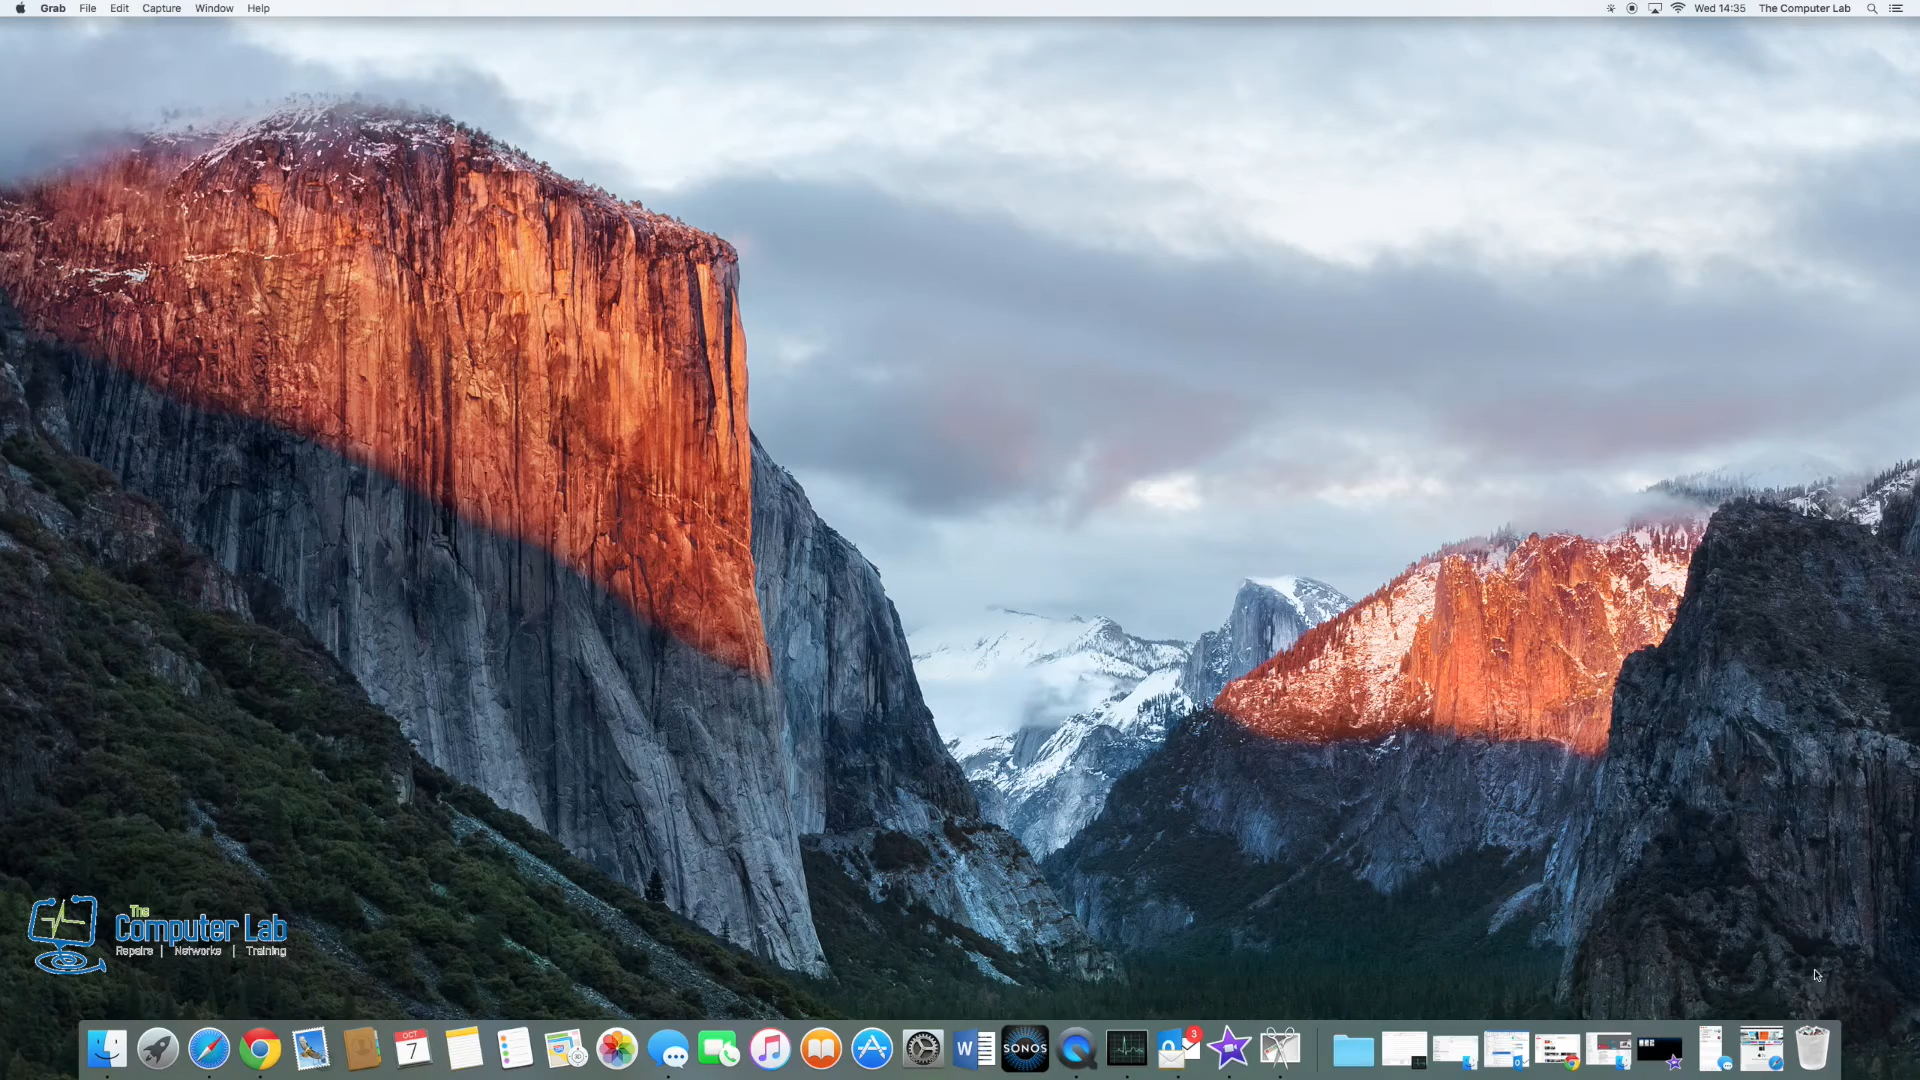 Grab File Edit Capture Window Help Wed 14:35 The Computer Lab
The
Computer Lab
Repairs | Networks | Training
OCT
7
3D
W
SONOS
3